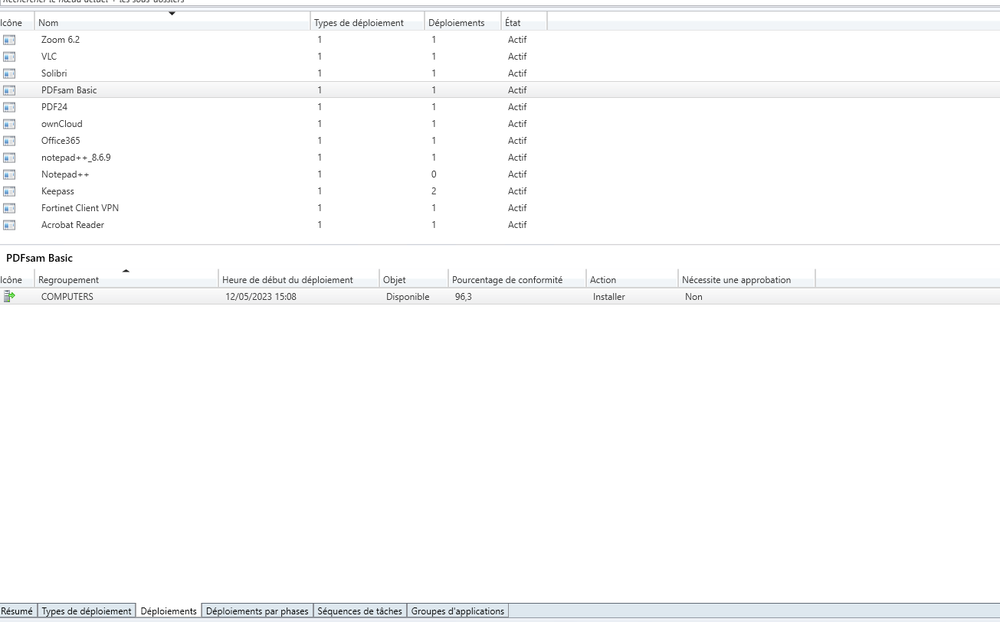 Rechercher le nœud actuel + les sous-dossiers
Icône Nom Types de déploiement Déploiements État
Zoom 6.2 1 1 Actif
VLC 1 1 Actif
Solibri 1 1 Actif
PDFsam Basic 1 1 Actif
PDF24 1 1 Actif
ownCloud 1 1 Actif
Office365 1 1 Actif
notepad++_8.6.9 1 1 Actif
Notepad++ 1 0 Actif
Keepass 1 2 Actif
Fortinet Client VPN 1 1 Actif
Acrobat Reader 1 1 Actif
PDFsam Basic
Icône Regroupement Heure de début du déploiement Objet Pourcentage de conformité Action Nécessite une approbation
COMPUTERS 12/05/2023 15:08 Disponible 96,3 Installer Non
Résumé Types de déploiement Déploiements Déploiements par phases Séquences de tâches Groupes d'applications